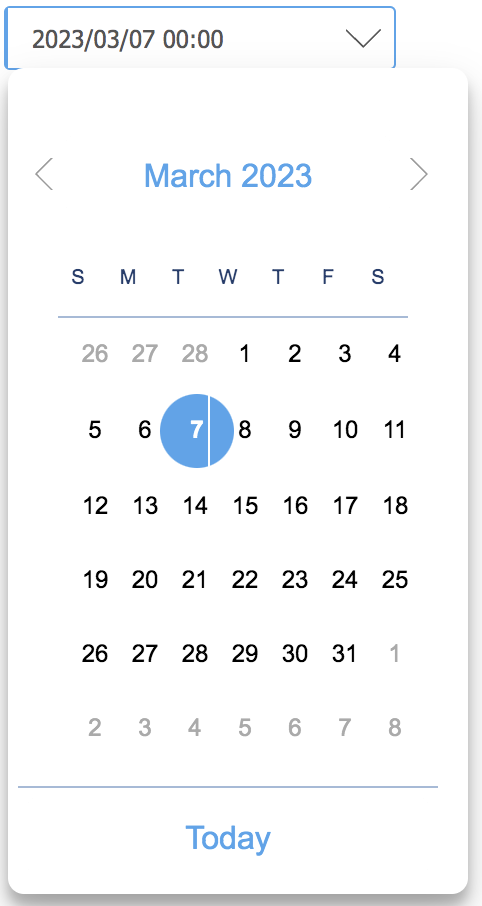 2023/03/07 00:00
March 2023
S M T W T F S
26 27 28 1 2 3 4
5 6 7 8 9 10 11
12 13 14 15 16 17 18
19 20 21 22 23 24 25
26 27 28 29 30 31 1
2 3 4 5 6 7 8
Today